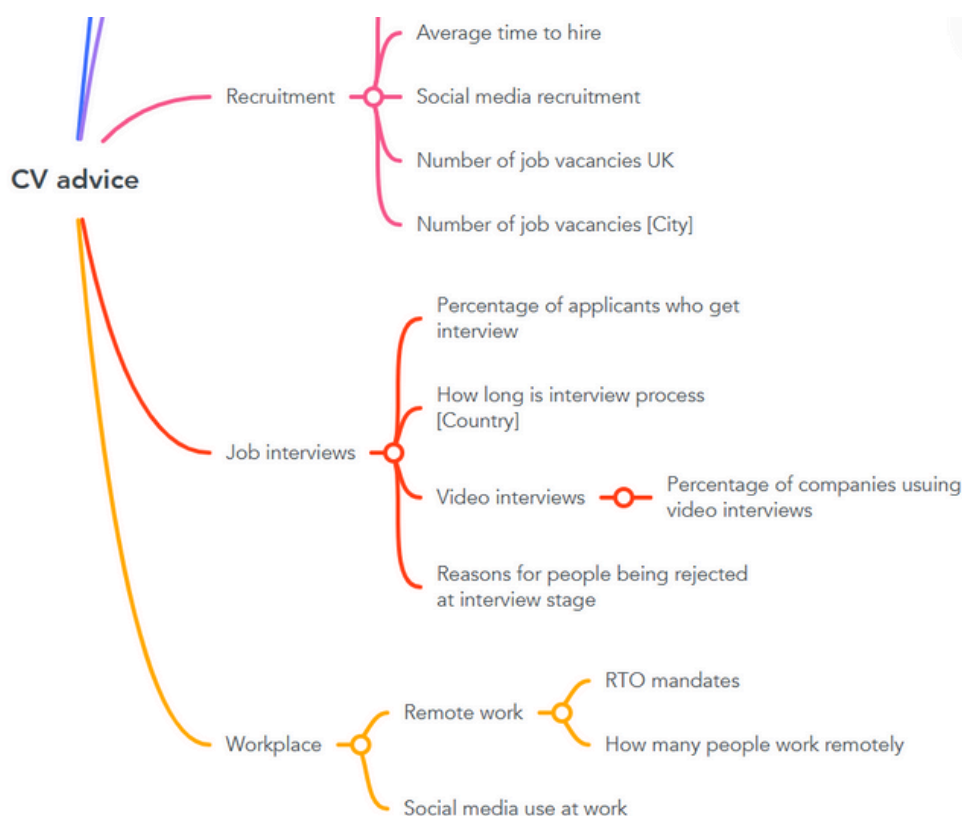 CV advice
Recruitment
Average time to hire
Social media recruitment
Number of job vacancies UK
Number of job vacancies [City]
Job interviews
Percentage of applicants who get
interview
How long is interview process
[Country]
Video interviews
Percentage of companies usuing
video interviews
Reasons for people being rejected
at interview stage
Workplace
Remote work
RTO mandates
How many people work remotely
Social media use at work